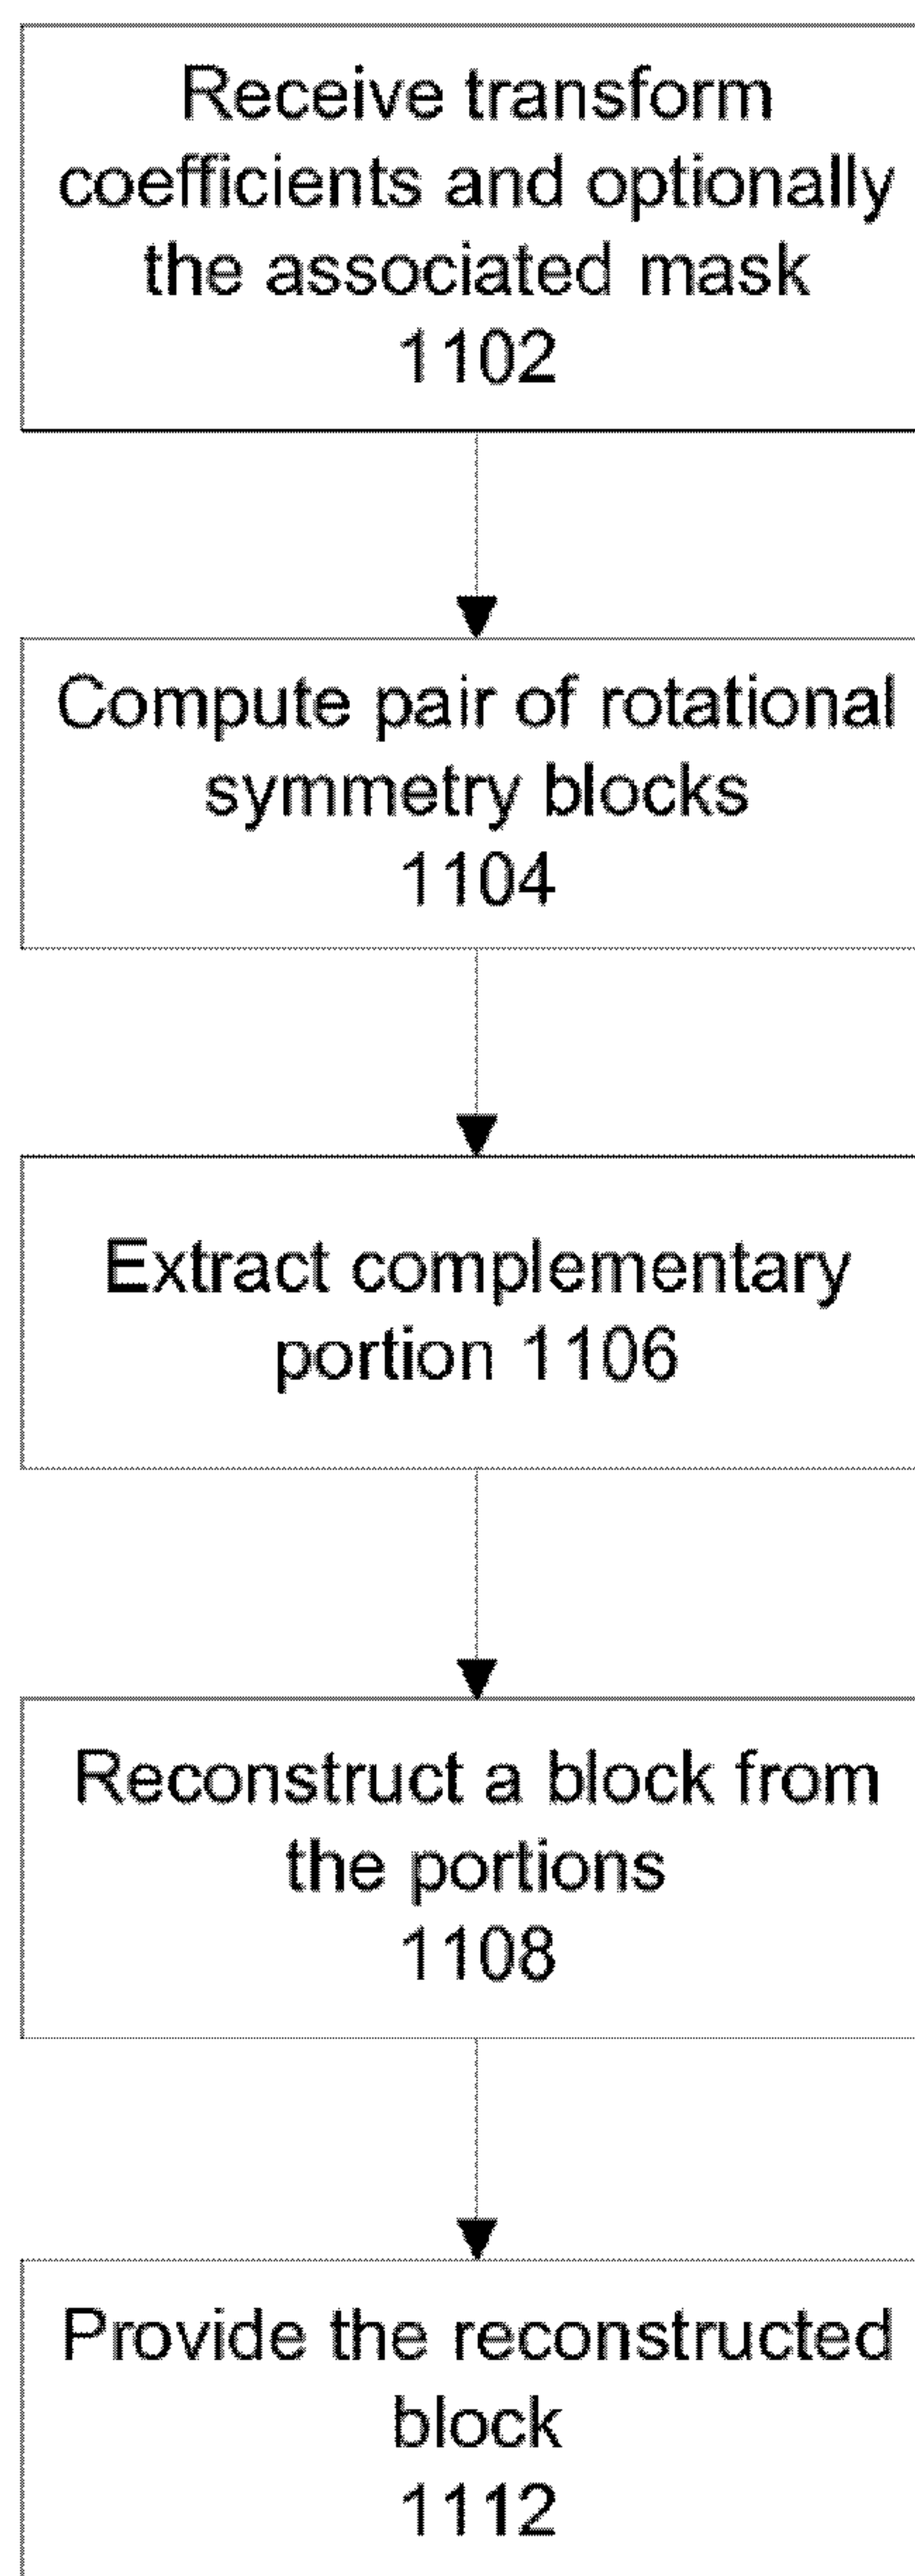 Receive transform
coefficients and optionally
the associated mask
1102
Compute pair of rotational
symmetry blocks
1104
Extract complementary
portion 1106
Reconstruct a block from
the portions
1108
Provide the reconstructed
block
1112